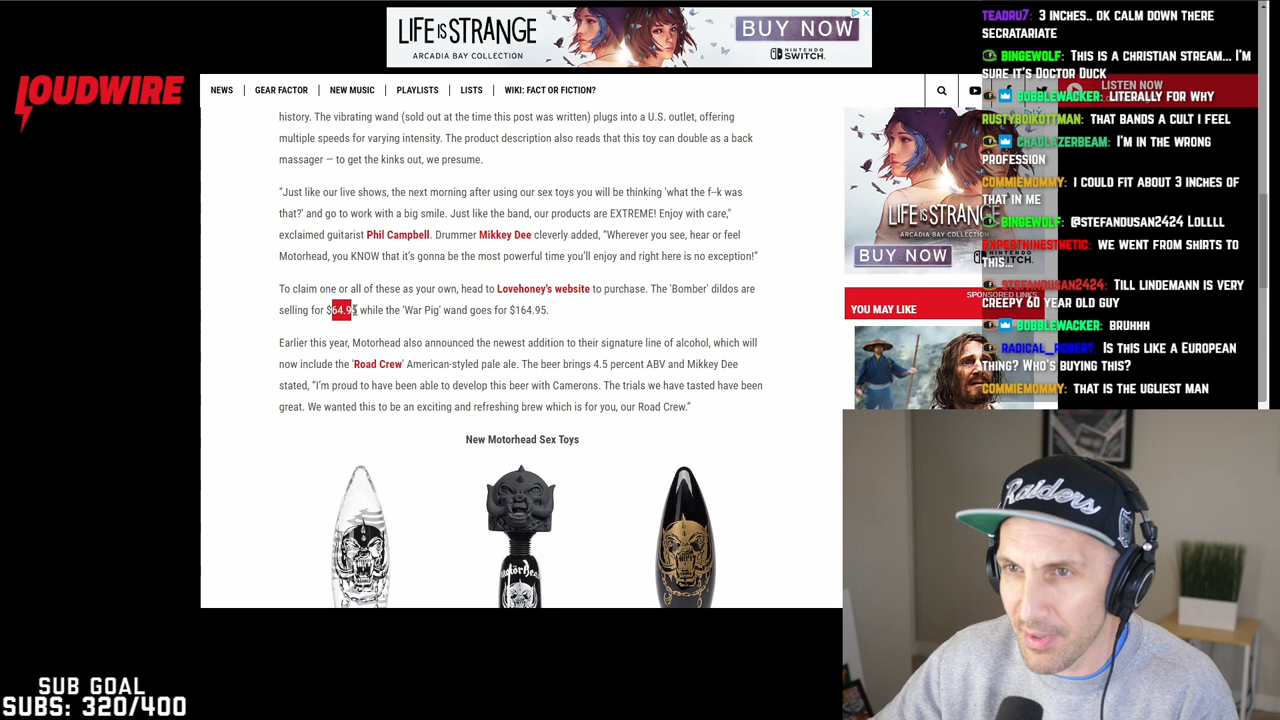 LIFE IS STRANGE
ARCADIA BAY COLLECTION
BUY NOW
NINTENDO
SWITCH.
LOUDWIRE
NEWS
GEAR FACTOR
NEW MUSIC
PLAYLISTS
LISTS
WIKI: FACT OR FICTION?
LISTEN NOW
history. The vibrating wand (sold out at the time this post was written) plugs into a U.S. outlet, offering
multiple speeds for varying intensity. The product description also reads that this toy can double as a back
massager — to get the kinks out, we presume.
"Just like our live shows, the next morning after using our sex toys you will be thinking 'what the f--k was
that?' and go to work with a big smile. Just like the band, our products are EXTREME! Enjoy with care,"
exclaimed guitarist Phil Campbell. Drummer Mikkey Dee cleverly added, “Wherever you see, hear or feel
Motorhead, you KNOW that it’s gonna be the most powerful time you’ll enjoy and right here is no exception!”
To claim one or all of these as your own, head to Lovehoney's website to purchase. The 'Bomber' dildos are
selling for $64.95 while the 'War Pig' wand goes for $164.95.
Earlier this year, Motorhead also announced the newest addition to their signature line of alcohol, which will
now include the 'Road Crew' American-styled pale ale. The beer brings 4.5 percent ABV and Mikkey Dee
stated, “I’m proud to have been able to develop this beer with Camerons. The trials we have tasted have been
great. We wanted this to be an exciting and refreshing brew which is for you, our Road Crew.”
New Motorhead Sex Toys
Motörhead
LIFE IS STRANGE
ARCADIA BAY COLLECTION
BUY NOW
SWITCH.
SPONSORED LINKS
YOU MAY LIKE
TEADRU7: 3 INCHES.. OK CALM DOWN THERE
SECRATARIATE
BINGEWOLF: THIS IS A CHRISTIAN STREAM... I'M
SURE IT'S DOCTOR DUCK
BOBBLEWACKER: LITERALLY FOR WHY
RUSTYBOIKOTTMAN: THAT BANDS A CULT I FEEL
CHAOLAZERBEAM: I'M IN THE WRONG
PROFESSION
COMMIEMOMMY: I COULD FIT ABOUT 3 INCHES OF
THAT IN ME
BINGEWOLF: @STEFANDUSAN2424 LOLLLL
EXPERTKINESTHETIC: WE WENT FROM SHIRTS TO
THIS...
STEFANDUSAN2424: TILL LINDEMANN IS VERY
CREEPY 60 YEAR OLD GUY
BOBBLEWACKER: BRUHHH
RADICAL_ROBERT: IS THIS LIKE A EUROPEAN
THING? WHO'S BUYING THIS?
COMMIEMOMMY: THAT IS THE UGLIEST MAN
Raiders
SUB GOAL
SUBS: 320/400